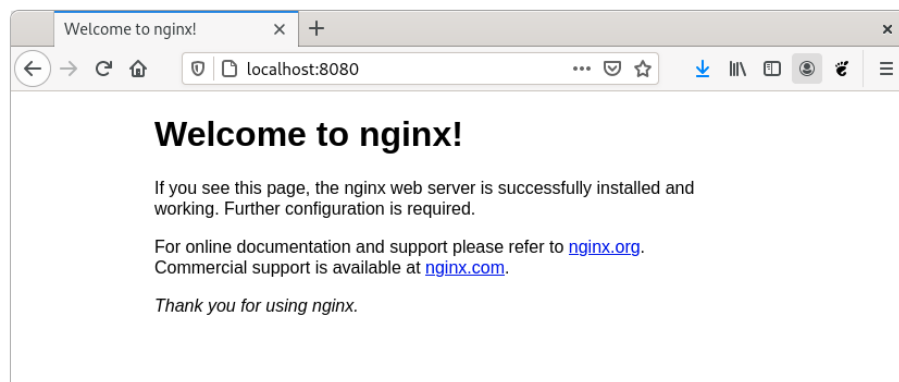 Welcome to nginx!
localhost:8080
Welcome to nginx!
If you see this page, the nginx web server is successfully installed and
working. Further configuration is required.
For online documentation and support please refer to nginx.org.
Commercial support is available at nginx.com.
Thank you for using nginx.